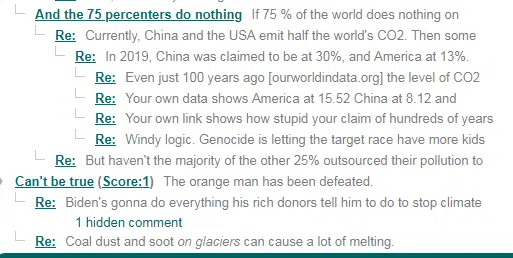 And the 75 percenters do nothing If 75 % of the world does nothing on
Re: Currently, China and the USA emit half the world's CO2. Then some
Re: In 2019, China was claimed to be at 30%, and America at 13%.
Re: Even just 100 years ago [ourworldindata.org] the level of CO2
Re: Your own data shows America at 15.52 China at 8.12 and
Re: Your own link shows how stupid your claim of hundreds of years
Re: Windy logic. Genocide is letting the target race have more kids
Re: But haven't the majority of the other 25% outsourced their pollution to
Can't be true (Score:1) The orange man has been defeated.
Re: Biden's gonna do everything his rich donors tell him to do to stop climate
1 hidden comment
Re: Coal dust and soot on glaciers can cause a lot of melting.